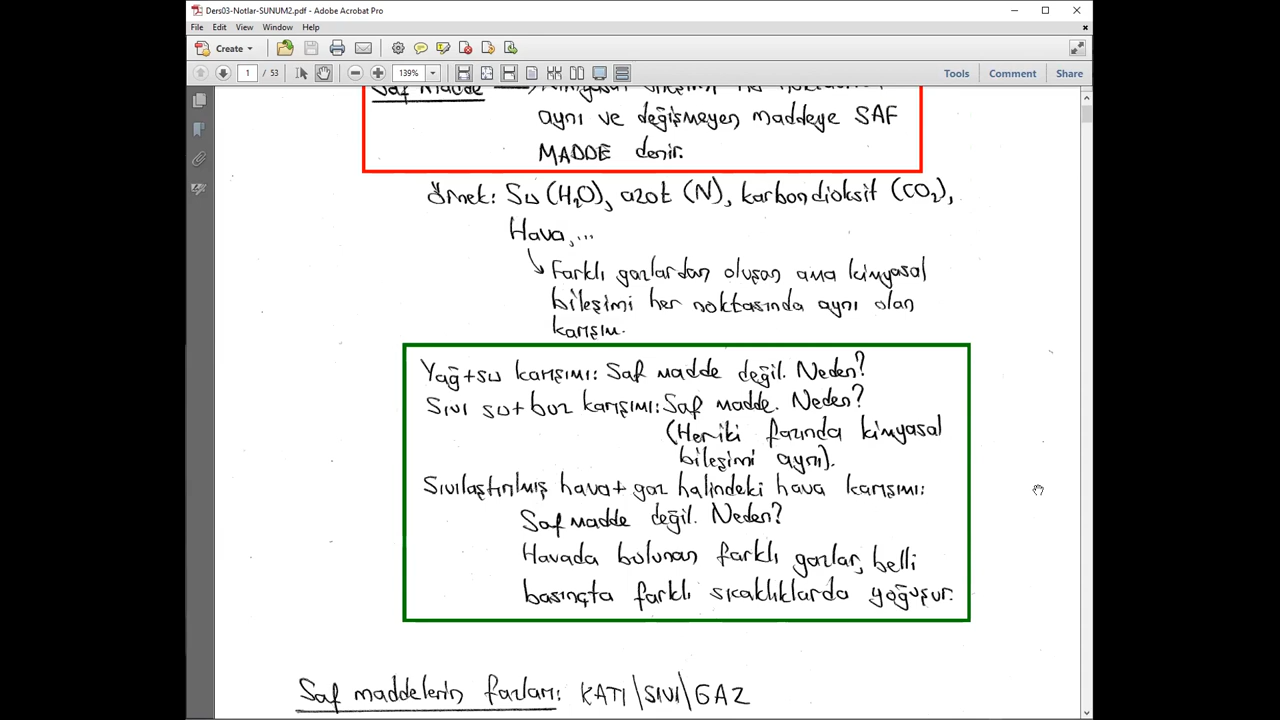 Ders03-Notlar-SUNUM2.pdf - Adobe Acrobat Pro
File Edit View Window Help
Create
1 / 53 139% Tools Comment Share
Saf Madde
aynı ve değişmeyen maddeye SAF
MADDE denir.
Örnek: Su (H₂O), azot (N), karbondioksit (CO₂),
Hava,...
Farklı gazlardan oluşan ama kimyasal
bileşimi her noktasında aynı olan
karışım.
Yağ+su karışımı: Saf madde değil. Neden?
Sıvı su+buz karışımı: Saf madde. Neden?
(Her iki fazında kimyasal
bileşimi aynı).
Sıvılaştırılmış hava+ gaz halindeki hava karışımı:
Saf madde değil. Neden?
Havada bulunan farklı gazlar, belli
basınçta farklı sıcaklıklarda yoğuşur.
Saf maddelerin fazları: KATI \ SIVI \ GAZ